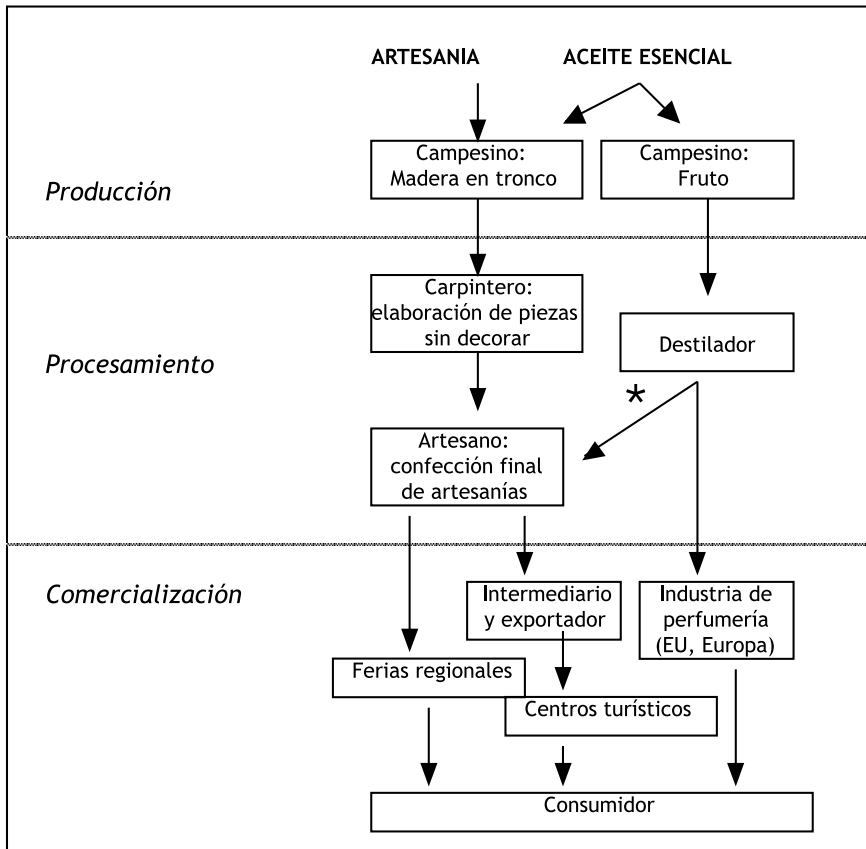 ARTESANIA
ACEITE ESENCIAL
Producción
Campesino:
Madera en tronco
Campesino:
Fruto
Procesamiento
Carpintero:
elaboración de piezas
sin decorar
Destilador
*
Artesano:
confección final
de artesanías
Comercialización
Intermediario
y exportador
Industria de
perfumería
(EU, Europa)
Ferias regionales
Centros turísticos
Consumidor